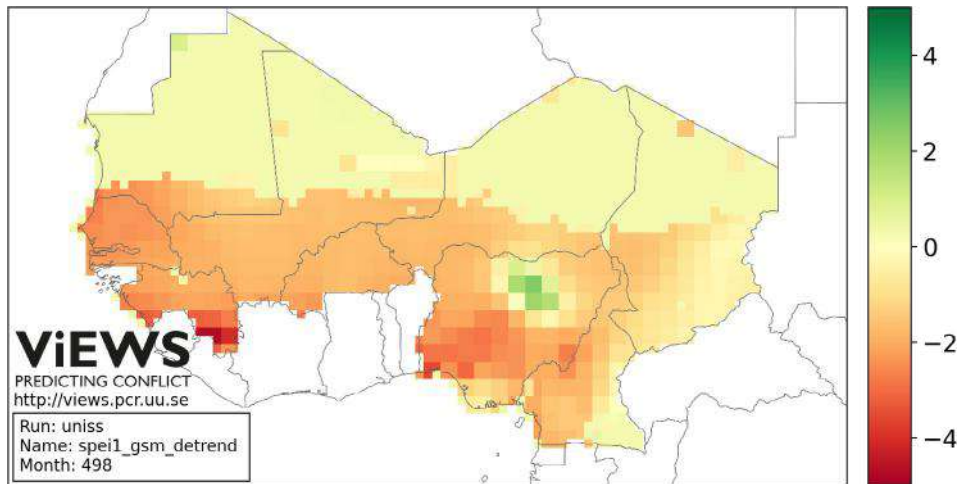 4
2
0
−2
−4
ViEWS
PREDICTING CONFLICT
http://views.pcr.uu.se
Run: uniss
Name: spei1_gsm_detrend
Month: 498